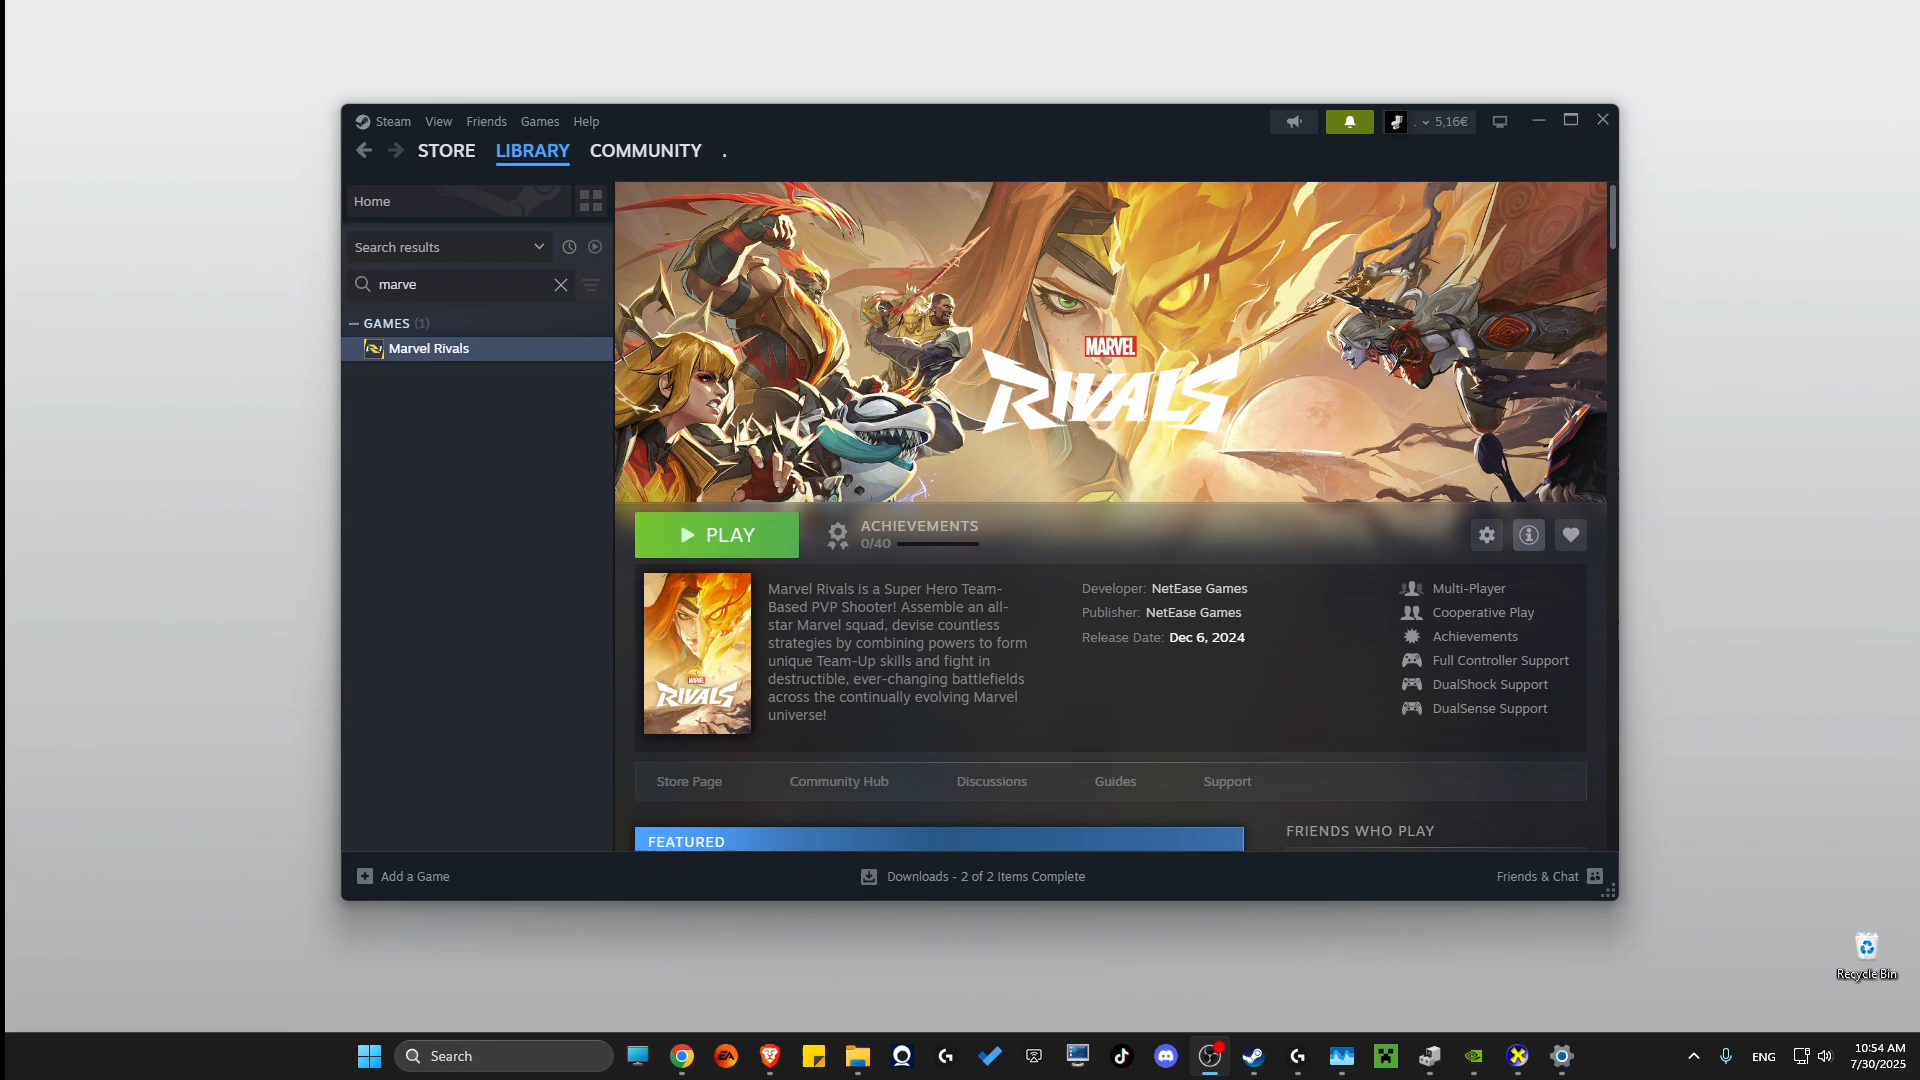 Steam View Friends Games Help
5,16€
STORE LIBRARY COMMUNITY .
Home
Search results
marve
GAMES (1)
Marvel Rivals
MARVEL
RIVALS
PLAY
ACHIEVEMENTS
0/40
MARVEL
RIVALS
Marvel Rivals is a Super Hero Team-
Based PVP Shooter! Assemble an all-
star Marvel squad, devise countless
strategies by combining powers to form
unique Team-Up skills and fight in
destructible, ever-changing battlefields
across the continually evolving Marvel
universe!
Developer: NetEase Games
Publisher: NetEase Games
Release Date: Dec 6, 2024
Multi-Player
Cooperative Play
Achievements
Full Controller Support
DualShock Support
DualSense Support
Store Page Community Hub Discussions Guides Support
FEATURED
FRIENDS WHO PLAY
Add a Game
Downloads - 2 of 2 Items Complete
Friends & Chat
Recycle Bin
Search
EA
ENG
10:54 AM
7/30/2025